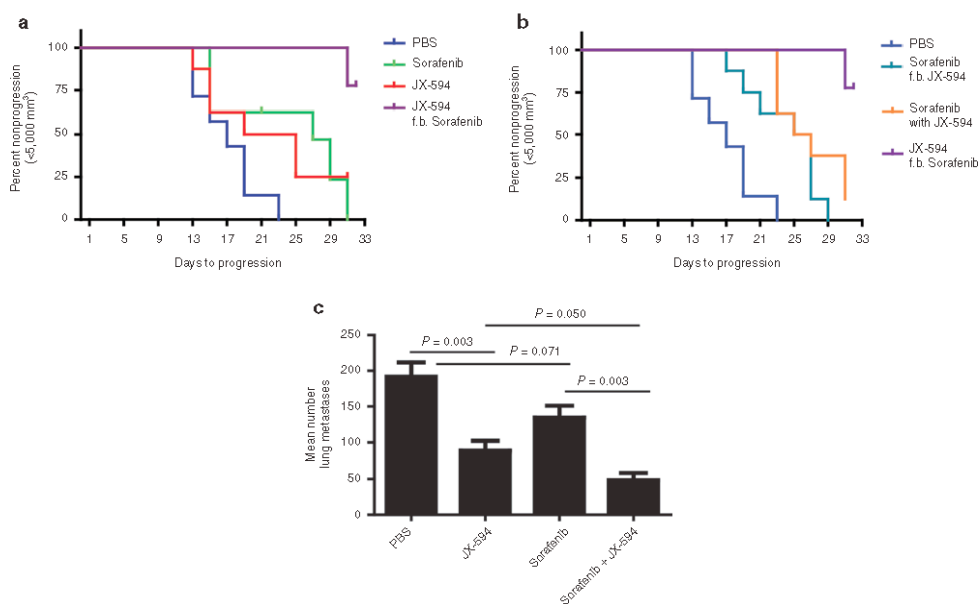 a
PBS
Sorafenib
JX-594
JX-594
f.b. Sorafenib
Percent nonprogression
(<5,000 mm³)
100
75
50
25
0
1 5 9 13 17 21 25 29 33
Days to progression
b
PBS
Sorafenib
f.b. JX-594
Sorafenib
with JX-594
JX-594
f.b. Sorafenib
Percent nonprogression
(<5,000 mm³)
100
75
50
25
0
1 5 9 13 17 21 25 29 33
Days to progression
c
P = 0.050
P = 0.003
P = 0.071
P = 0.003
Mean number
lung metastases
250
200
150
100
50
0
PBS
JX-594
Sorafenib
Sorafenib + JX-594